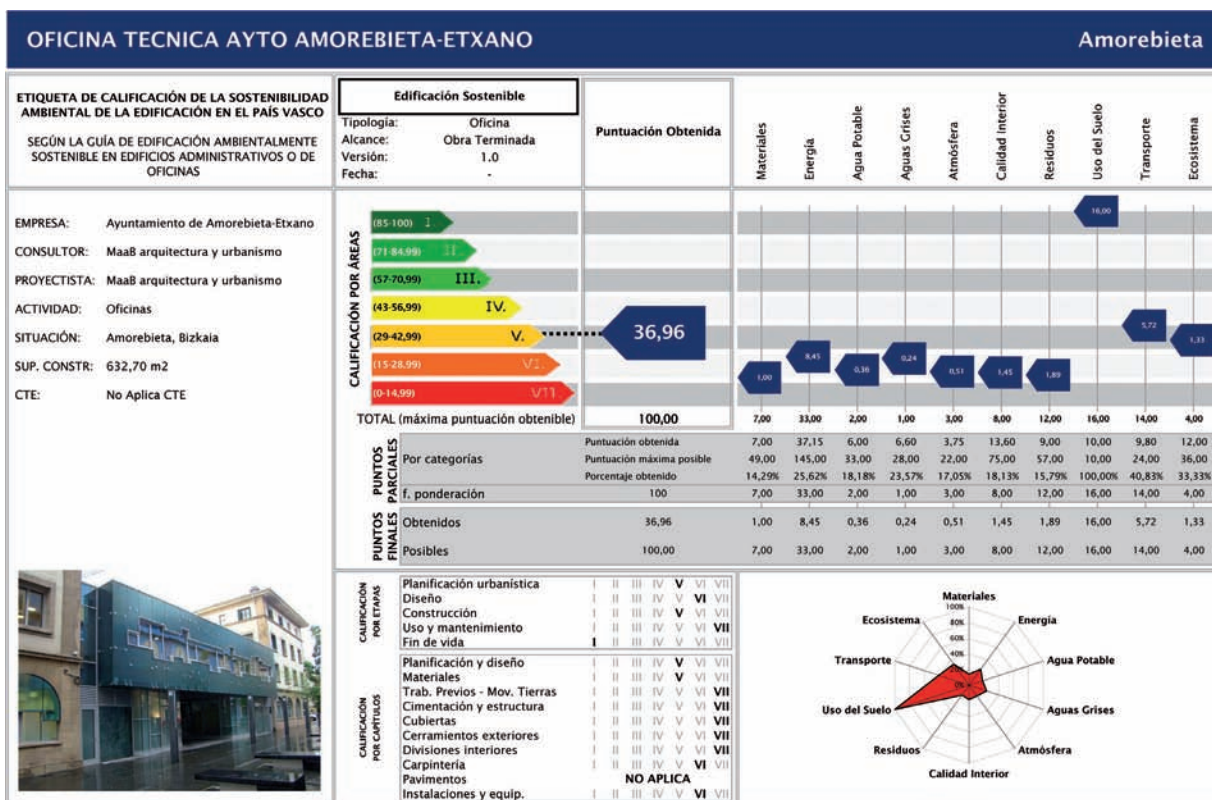 OFICINA TECNICA AYTO AMOREBIETA-ETXANO Amorebieta
ETIQUETA DE CALIFICACIÓN DE LA SOSTENIBILIDAD
AMBIENTAL DE LA EDIFICACIÓN EN EL PAÍS VASCO
SEGÚN LA GUÍA DE EDIFICACIÓN AMBIENTALMENTE
SOSTENIBLE EN EDIFICIOS ADMINISTRATIVOS O DE
OFICINAS
Edificación Sostenible
Tipología: Oficina
Alcance: Obra Terminada
Versión: 1.0
Fecha: -
Puntuación Obtenida
Materiales
Energía
Agua Potable
Aguas Grises
Atmósfera
Calidad Interior
Residuos
Uso del Suelo
Transporte
Ecosistema
EMPRESA: Ayuntamiento de Amorebieta-Etxano
CONSULTOR: MaaB arquitectura y urbanismo
PROYECTISTA: MaaB arquitectura y urbanismo
ACTIVIDAD: Oficinas
SITUACIÓN: Amorebieta, Bizkaia
SUP. CONSTR: 632,70 m2
CTE: No Aplica CTE
CALIFICACIÓN POR ÁREAS
(85-100) I.
(71-84,99) II.
(57-70,99) III.
(43-56,99) IV.
(29-42,99) V.
(15-28,99) VI.
(0-14,99) VII.
36,96
1,00
8,45
0,36
0,24
0,51
1,45
1,89
16,00
5,72
1,33
TOTAL (máxima puntuación obtenible) 100,00 7,00 33,00 2,00 1,00 3,00 8,00 12,00 16,00 14,00 4,00
PUNTOS
PARCIALES
Por categorías
Puntuación obtenida 7,00 37,15 6,00 6,60 3,75 13,60 9,00 10,00 9,80 12,00
Puntuación máxima posible 49,00 145,00 33,00 28,00 22,00 75,00 57,00 10,00 24,00 36,00
Porcentaje obtenido 14,29% 25,62% 18,18% 23,57% 17,05% 18,13% 15,79% 100,00% 40,83% 33,33%
f. ponderación 100 7,00 33,00 2,00 1,00 3,00 8,00 12,00 16,00 14,00 4,00
PUNTOS
FINALES
Obtenidos 36,96 1,00 8,45 0,36 0,24 0,51 1,45 1,89 16,00 5,72 1,33
Posibles 100,00 7,00 33,00 2,00 1,00 3,00 8,00 12,00 16,00 14,00 4,00
CALIFICACIÓN
POR ETAPAS
Planificación urbanística I II III IV V VI VII
Diseño I II III IV V VI VII
Construcción I II III IV V VI VII
Uso y mantenimiento I II III IV V VI VII
Fin de vida I II III IV V VI VII
CALIFICACIÓN
POR CAPÍTULOS
Planificación y diseño I II III IV V VI VII
Materiales I II III IV V VI VII
Trab. Previos - Mov. Tierras I II III IV V VI VII
Cimentación y estructura I II III IV V VI VII
Cubiertas I II III IV V VI VII
Cerramientos exteriores I II III IV V VI VII
Divisiones interiores I II III IV V VI VII
Carpintería I II III IV V VI VII
Pavimentos NO APLICA
Instalaciones y equip. I II III IV V VI VII
Materiales
100%
80%
60%
40%
0%
Energía
Agua Potable
Aguas Grises
Atmósfera
Calidad Interior
Residuos
Uso del Suelo
Transporte
Ecosistema